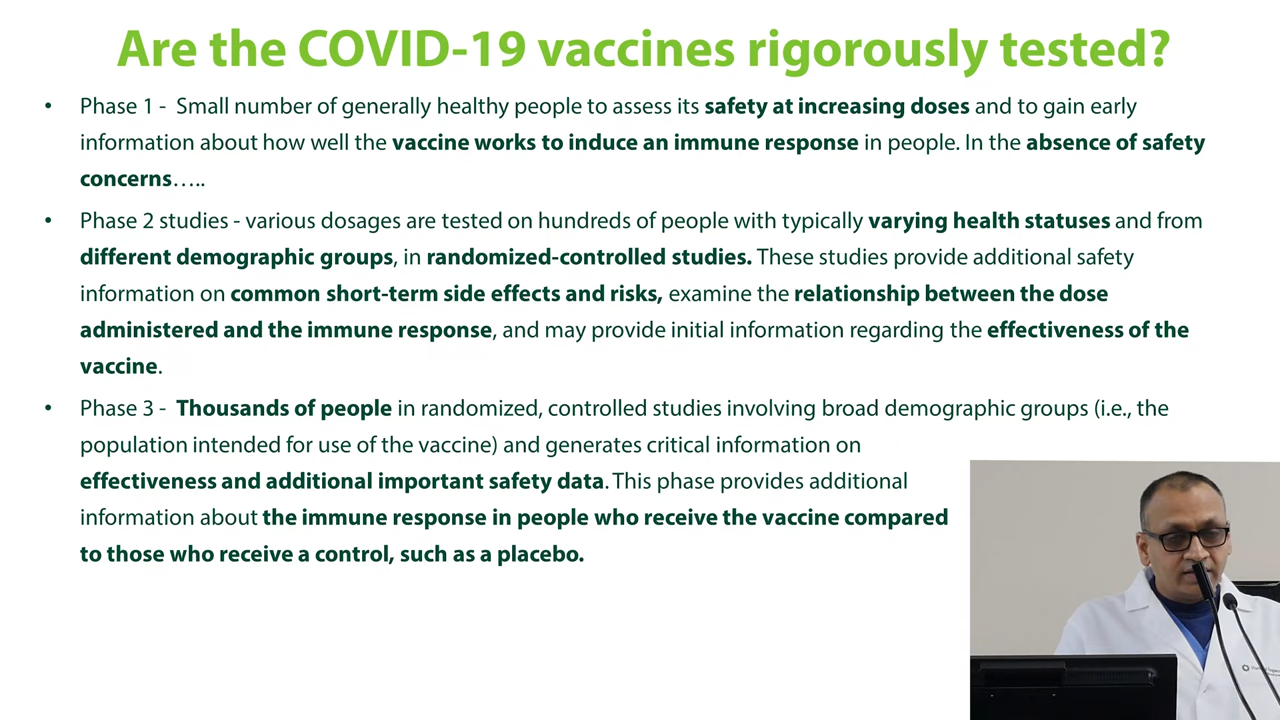 Are the COVID-19 vaccines rigorously tested?
• Phase 1 - Small number of generally healthy people to assess its safety at increasing doses and to gain early
information about how well the vaccine works to induce an immune response in people. In the absence of safety
concerns…..
• Phase 2 studies - various dosages are tested on hundreds of people with typically varying health statuses and from
different demographic groups, in randomized-controlled studies. These studies provide additional safety
information on common short-term side effects and risks, examine the relationship between the dose
administered and the immune response, and may provide initial information regarding the effectiveness of the
vaccine.
• Phase 3 - Thousands of people in randomized, controlled studies involving broad demographic groups (i.e., the
population intended for use of the vaccine) and generates critical information on
effectiveness and additional important safety data. This phase provides additional
information about the immune response in people who receive the vaccine compared
to those who receive a control, such as a placebo.